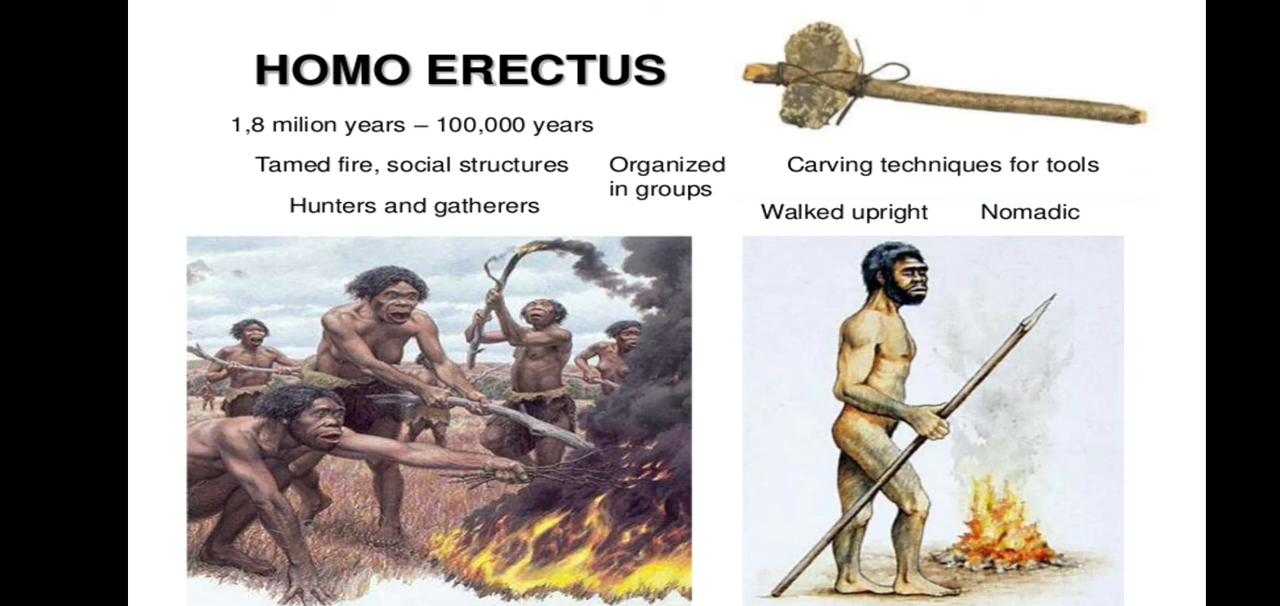 HOMO ERECTUS
1,8 milion years – 100,000 years
Tamed fire, social structures
Organized
in groups
Carving techniques for tools
Hunters and gatherers
Walked upright
Nomadic